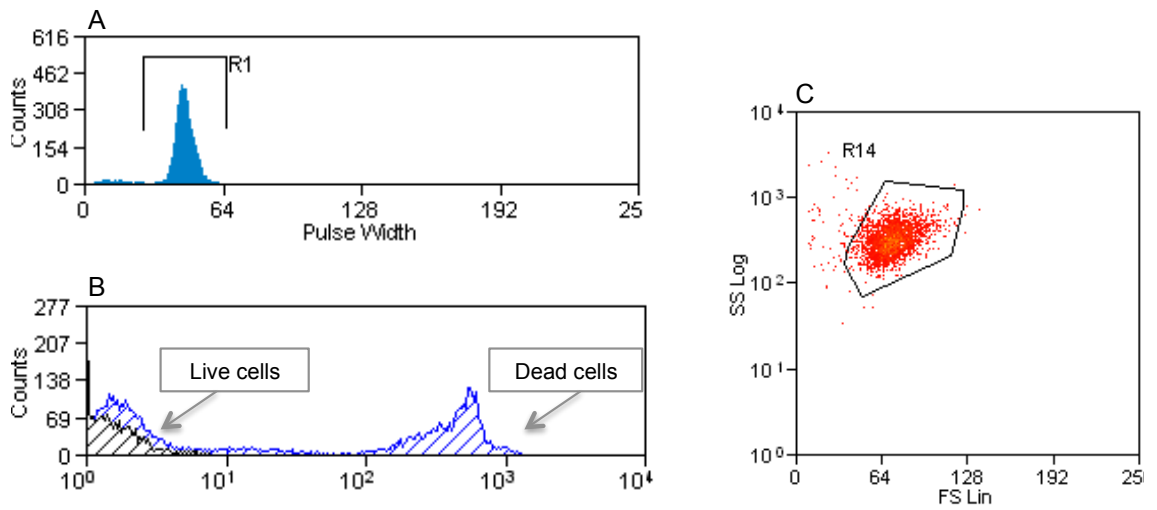 A
616
462
308
154
0
Counts
R1
0 64 128 192 25
Pulse Width
B
277
207
138
69
0
Counts
Live cells
Dead cells
10⁰ 10¹ 10² 10³ 10⁴
C
10⁴
10³
10²
10¹
10⁰
SS Log
R14
0 64 128 192 25
FS Lin